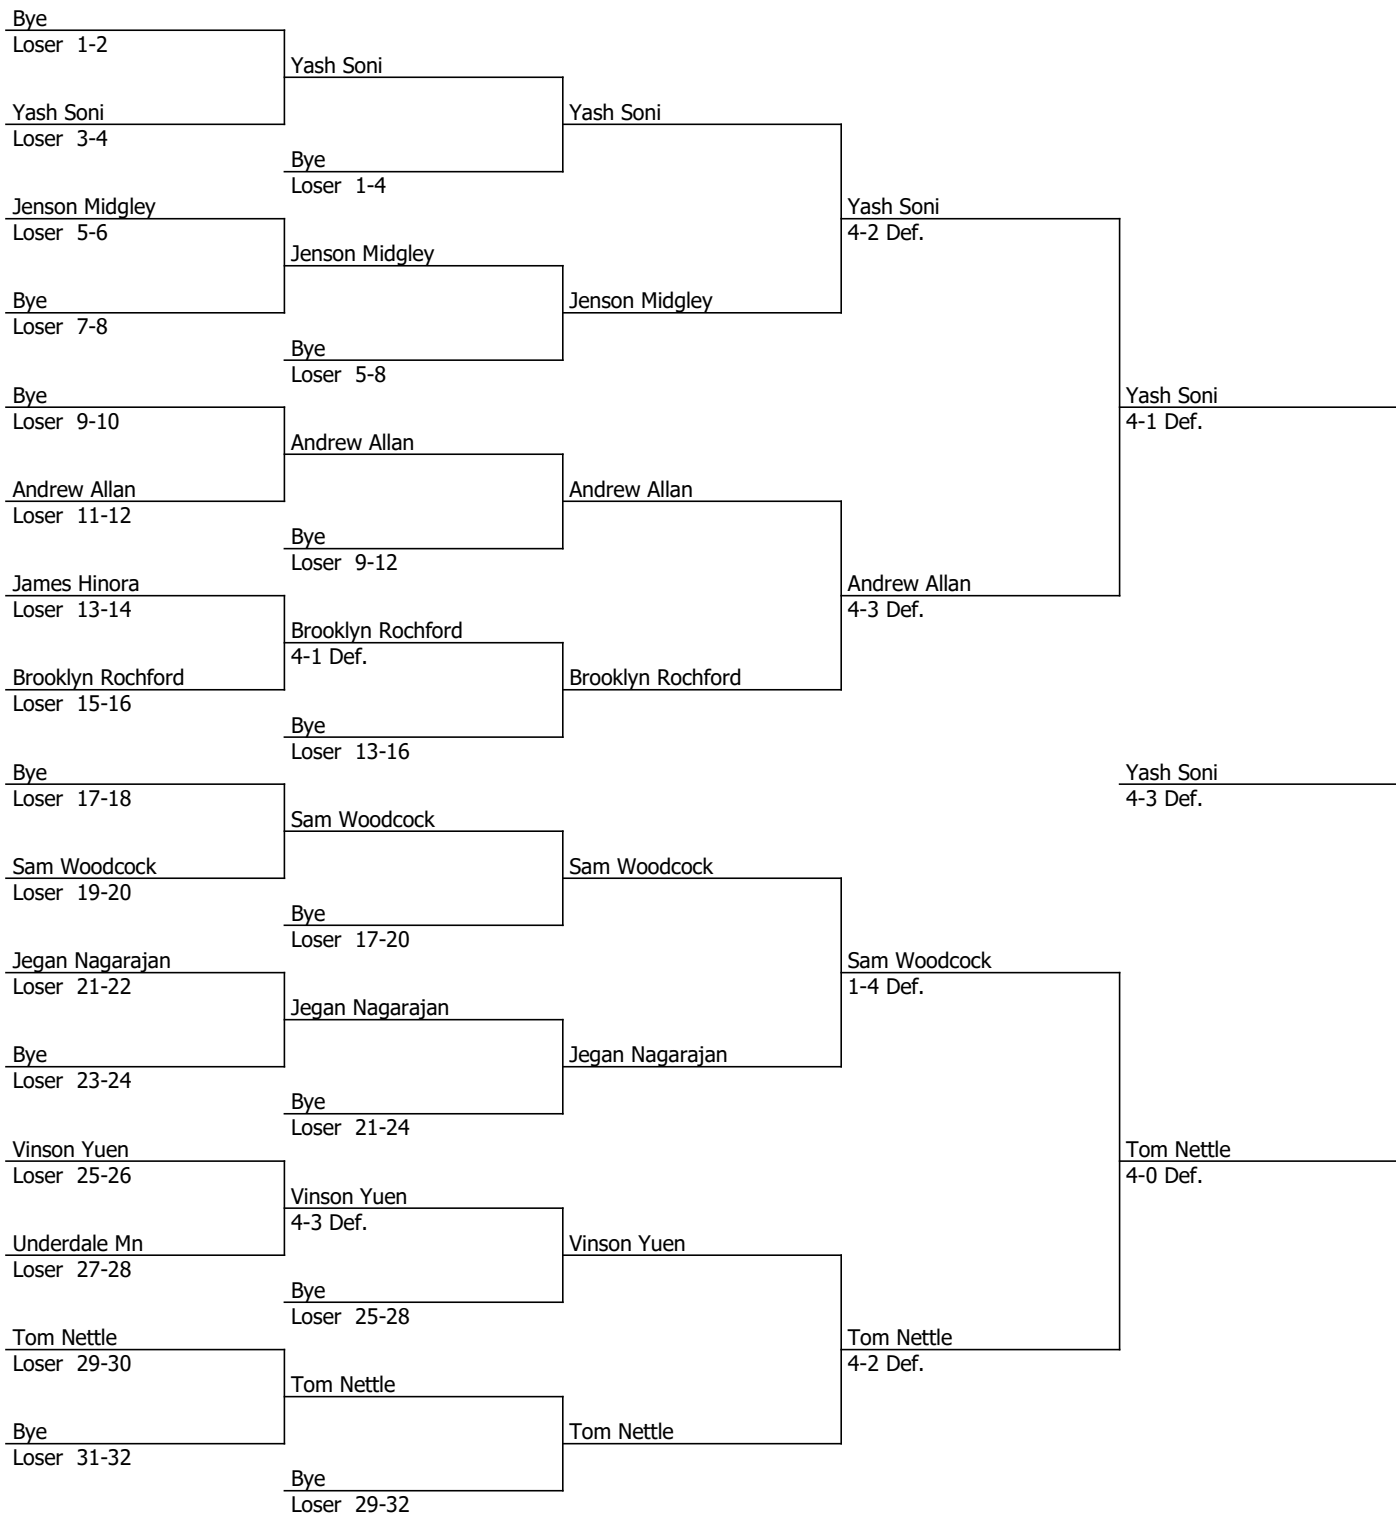 Bye
Loser 1-2
Yash Soni
Yash Soni
Yash Soni
Loser 3-4
Bye
Loser 1-4
Jenson Midgley
Yash Soni
Loser 5-6
4-2 Def.
Jenson Midgley
Bye
Jenson Midgley
Loser 7-8
Bye
Loser 5-8
Bye
Yash Soni
Loser 9-10
4-1 Def.
Andrew Allan
Andrew Allan
Andrew Allan
Loser 11-12
Bye
Loser 9-12
James Hinora
Andrew Allan
Loser 13-14
4-3 Def.
Brooklyn Rochford
4-1 Def.
Brooklyn Rochford
Brooklyn Rochford
Loser 15-16
Bye
Loser 13-16
Bye
Yash Soni
Loser 17-18
4-3 Def.
Sam Woodcock
Sam Woodcock
Sam Woodcock
Loser 19-20
Bye
Loser 17-20
Jegan Nagarajan
Sam Woodcock
Loser 21-22
1-4 Def.
Jegan Nagarajan
Bye
Jegan Nagarajan
Loser 23-24
Bye
Loser 21-24
Vinson Yuen
Tom Nettle
Loser 25-26
4-0 Def.
Vinson Yuen
4-3 Def.
Underdale Mn
Vinson Yuen
Loser 27-28
Bye
Loser 25-28
Tom Nettle
Tom Nettle
Loser 29-30
4-2 Def.
Tom Nettle
Bye
Tom Nettle
Loser 31-32
Bye
Loser 29-32